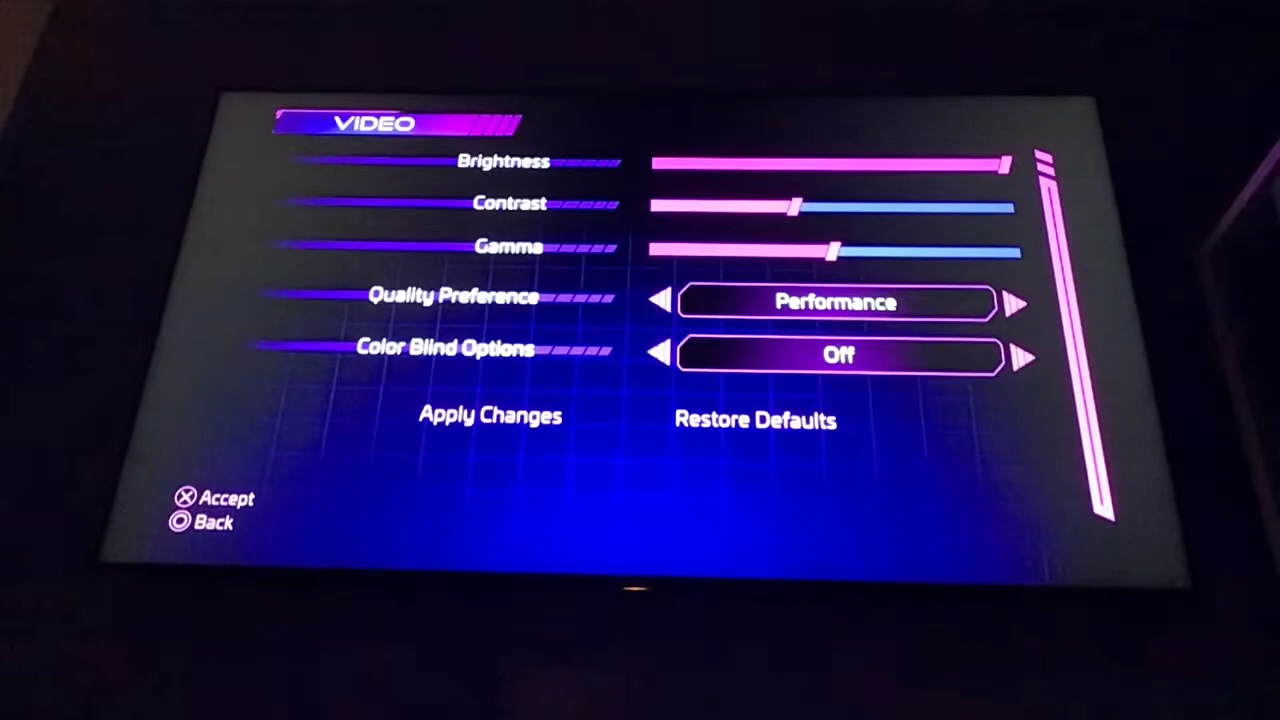 VIDEO
Brightness
Contrast
Gamma
Quality Preference
Performance
Color Blind Options
Off
Apply Changes
Restore Defaults
Accept
Back